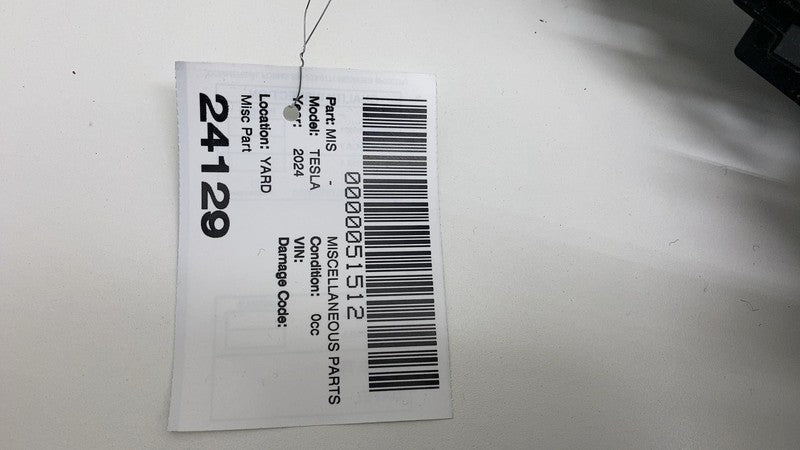 0000051512
Part: MIS - MISCELLANEOUS PARTS
Model: TESLA Condition: 0cc
Year: 2024 VIN:
Damage Code:
Location: YARD
Misc Part
24129